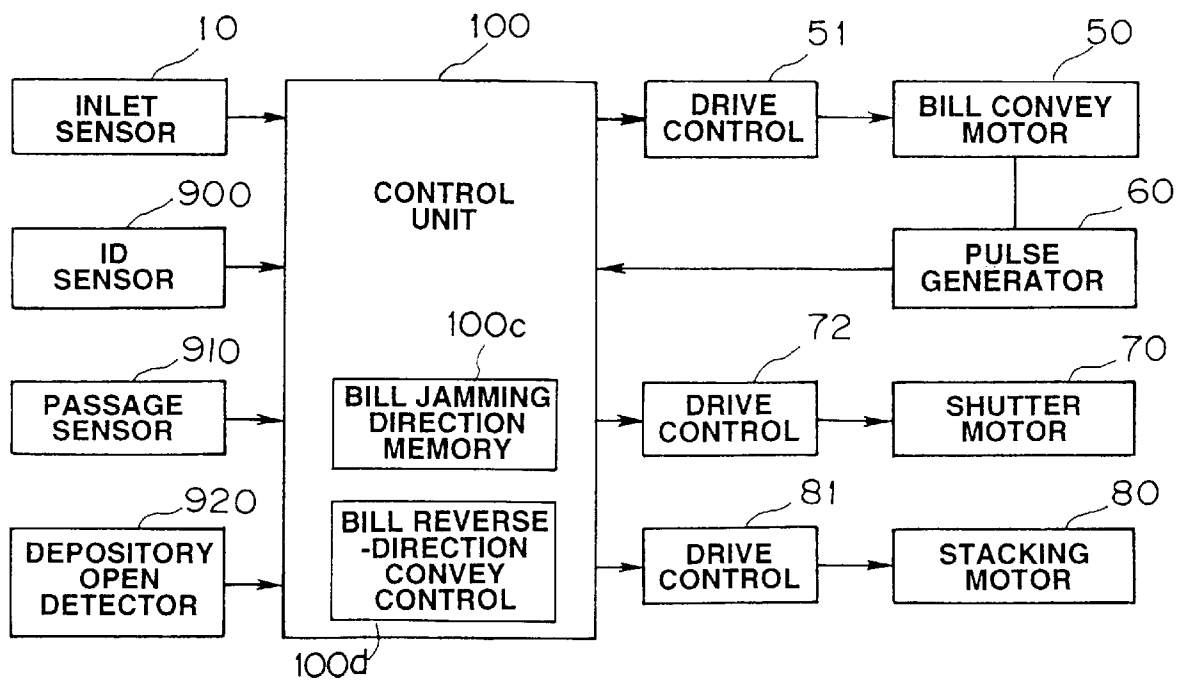 10
INLET
SENSOR
900
ID
SENSOR
910
PASSAGE
SENSOR
920
DEPOSITORY
OPEN
DETECTOR
100
CONTROL
UNIT
100c
BILL JAMMING
DIRECTION
MEMORY
BILL REVERSE
-DIRECTION
CONVEY
CONTROL
100d
51
DRIVE
CONTROL
50
BILL CONVEY
MOTOR
60
PULSE
GENERATOR
72
DRIVE
CONTROL
70
SHUTTER
MOTOR
81
DRIVE
CONTROL
80
STACKING
MOTOR